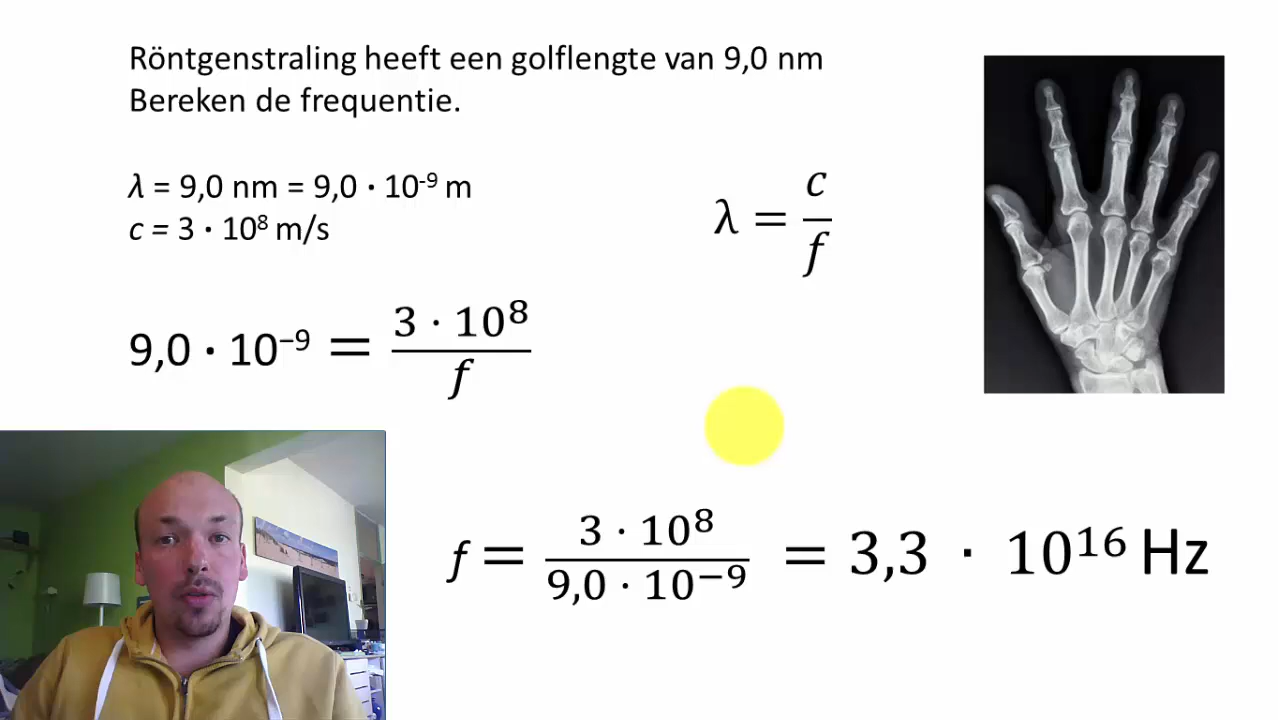 Röntgenstraling heeft een golflengte van 9,0 nm
Bereken de frequentie.
λ = 9,0 nm = 9,0 · 10⁻⁹ m
c = 3 · 10⁸ m/s
λ = c/f
9,0 · 10⁻⁹ = 3 · 10⁸ / f
f = 3 · 10⁸ / 9,0 · 10⁻⁹ = 3,3 · 10¹⁶ Hz